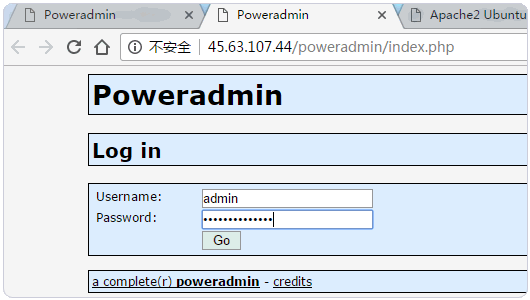 Poweradmin
Poweradmin
Apache2 Ubuntu
不安全
45.63.107.44/poweradmin/index.php
Poweradmin
Log in
Username: admin
Password: ••••••••••••••
Go
a complete(r) poweradmin - credits